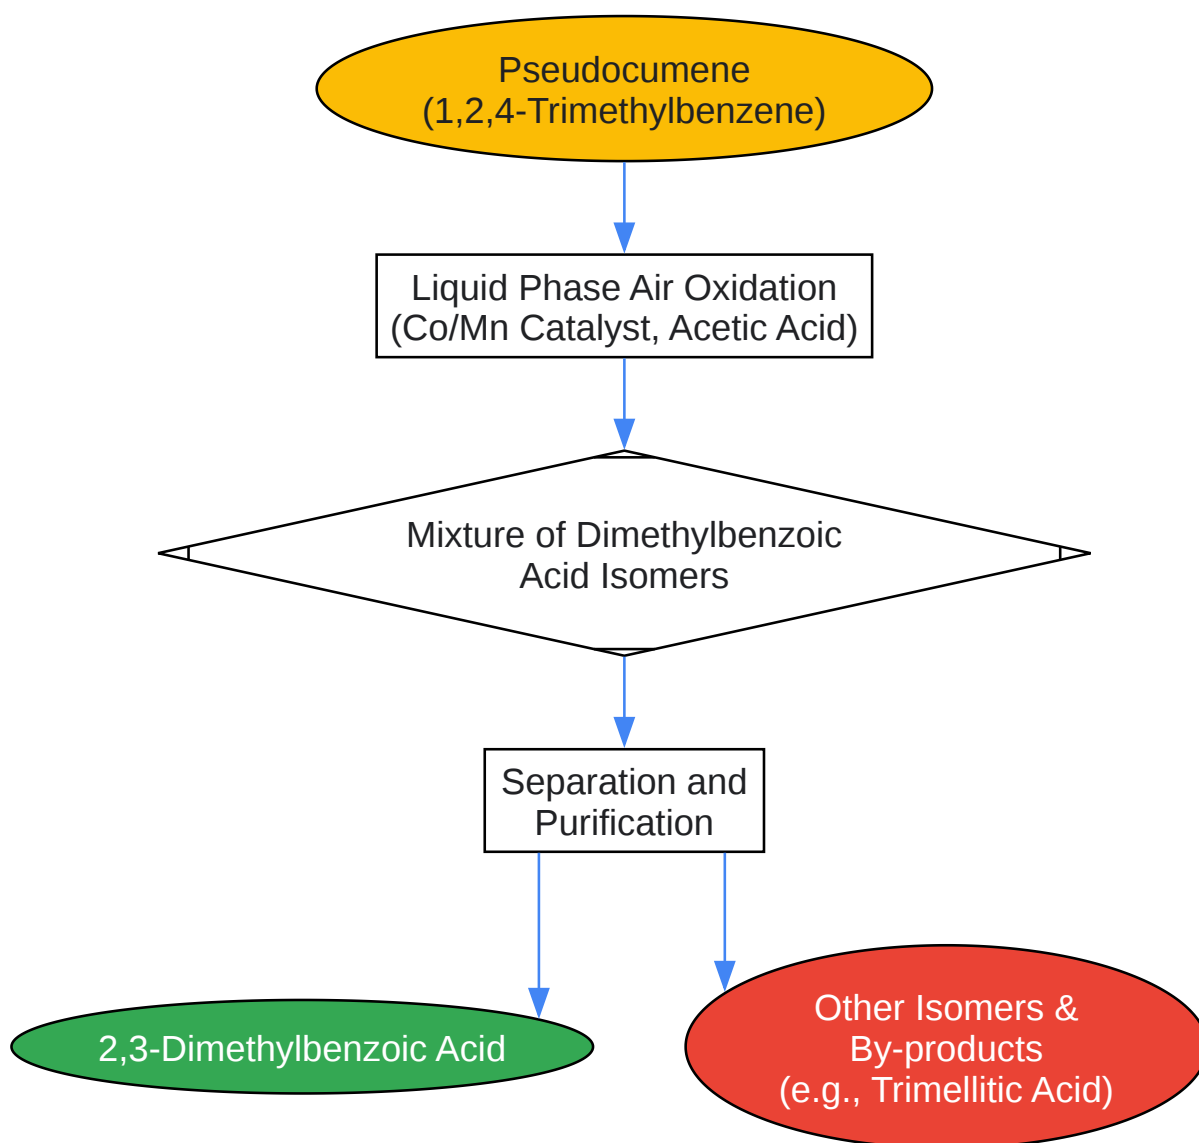 Pseudocumene
(1,2,4-Trimethylbenzene)
Liquid Phase Air Oxidation
(Co/Mn Catalyst, Acetic Acid)
Mixture of Dimethylbenzoic
Acid Isomers
Separation and
Purification
2,3-Dimethylbenzoic Acid
Other Isomers &
By-products
(e.g., Trimellitic Acid)